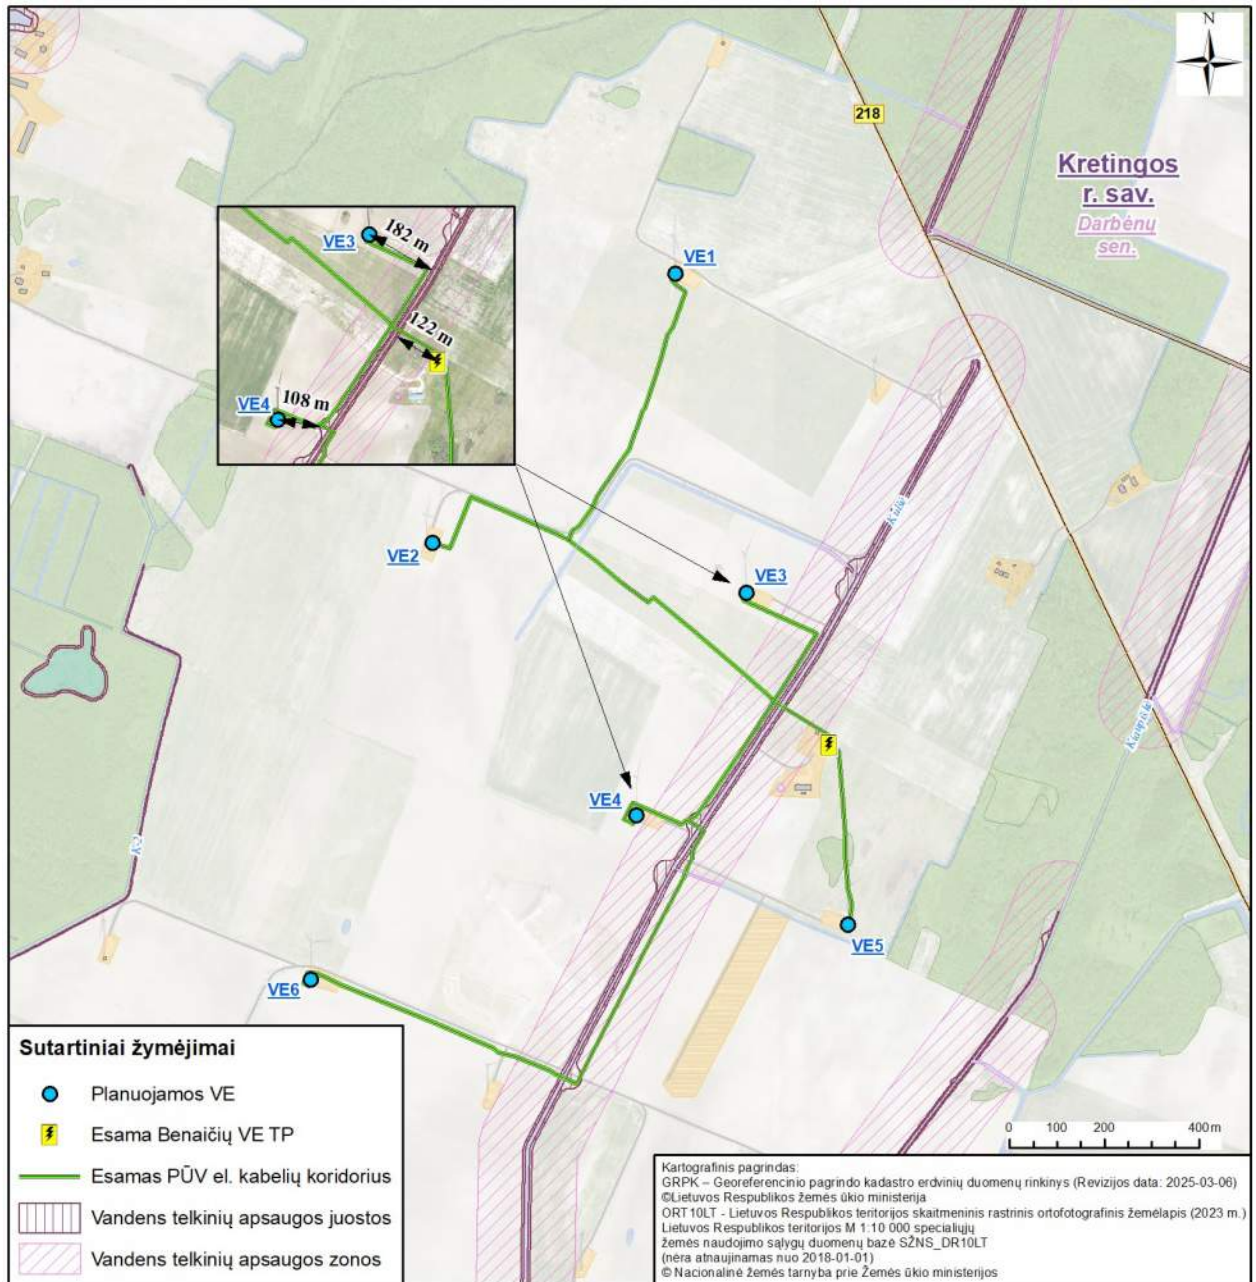 N
218
Kretingos
r. sav.
Darbėnų
sen.
VE3
182 m
122 m
VE4
108 m
VE1
VE2
VE3
Kulšė
VE4
VE5
VE6
K-2
Sutartiniai žymėjimai
Planuojamos VE
Esama Benaičių VE TP
Esamas PŪV el. kabelių koridorius
Vandens telkinių apsaugos juostos
Vandens telkinių apsaugos zonos
0 100 200 400 m
Kartografinis pagrindas:
GRPK – Georeferencinio pagrindo kadastro erdvinių duomenų rinkinys (Revizijos data: 2025-03-06)
©Lietuvos Respublikos žemės ūkio ministerija
ORT10LT - Lietuvos Respublikos teritorijos skaitmeninis rastrinis ortofotografinis žemėlapis (2023 m.)
Lietuvos Respublikos teritorijos M 1:10 000 specialiųjų
žemės naudojimo sąlygų duomenų bazė SŽNS_DR10LT
(nėra atnaujinamas nuo 2018-01-01)
© Nacionalinė žemės tarnyba prie Žemės ūkio ministerijos